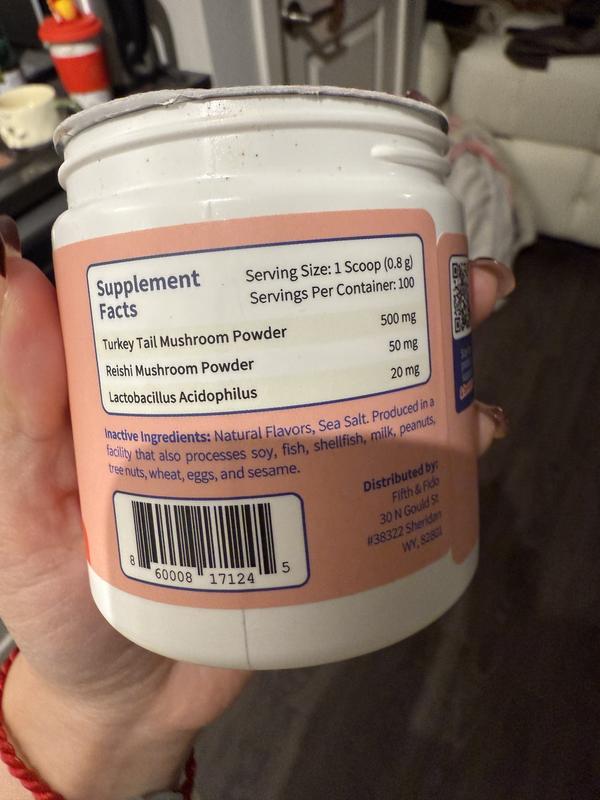 Supplement
Facts
Serving Size: 1 Scoop (0.8 g)
Servings Per Container: 100
Turkey Tail Mushroom Powder 500 mg
Reishi Mushroom Powder 50 mg
Lactobacillus Acidophilus 20 mg
Inactive Ingredients: Natural Flavors, Sea Salt. Produced in a
facility that also processes soy, fish, shellfish, milk, peanuts,
tree nuts, wheat, eggs, and sesame.
Distributed by:
Fifth & Fido
30 N Gould St
#38322 Sheridan
WY, 82801
8 60008 17124 5